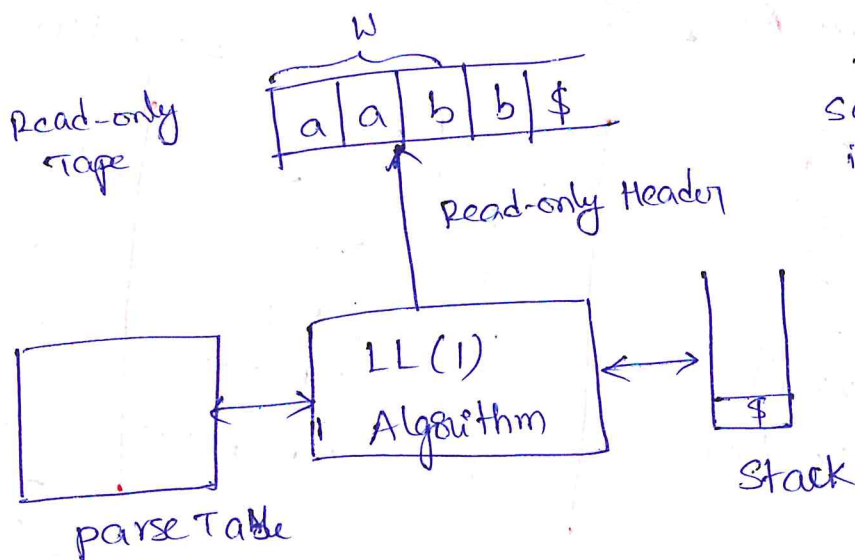 W
Read-only
Tape
a a b b $
Read-only Header
LL(1)
Algorithm
$
Stack
parse Table